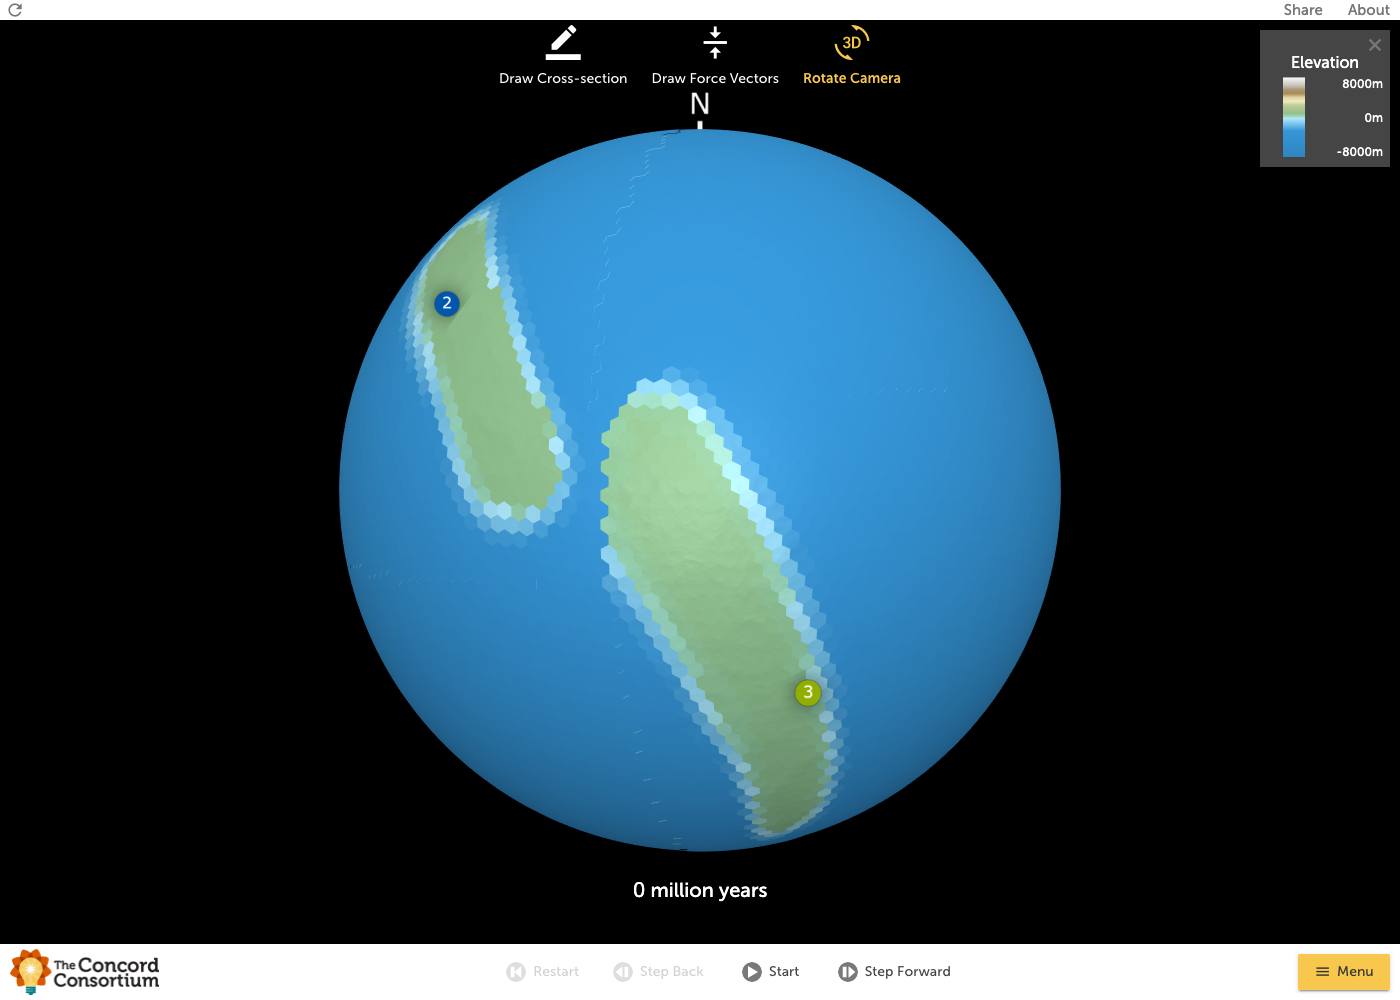 Share About
Draw Cross-section Draw Force Vectors 3D Rotate Camera
N
Elevation
8000m
0m
-8000m
2
3
0 million years
The Concord
Consortium
Restart Step Back Start Step Forward Menu